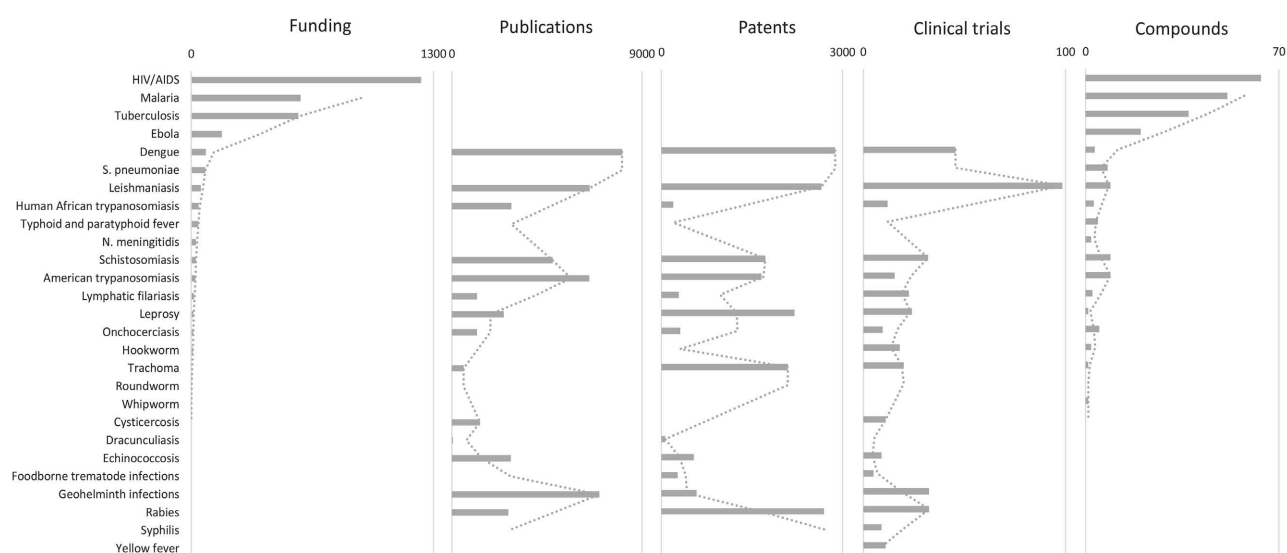 Funding Publications Patents Clinical trials Compounds
0 13000 0 9000 0 3000 0 100 0 70
HIV/AIDS
Malaria
Tuberculosis
Ebola
Dengue
S. pneumoniae
Leishmaniasis
Human African trypanosomiasis
Typhoid and paratyphoid fever
N. meningitidis
Schistosomiasis
American trypanosomiasis
Lymphatic filariasis
Leprosy
Onchocerciasis
Hookworm
Trachoma
Roundworm
Whipworm
Cysticercosis
Dracunculiasis
Echinococcosis
Foodborne trematode infections
Geohelminth infections
Rabies
Syphilis
Yellow fever